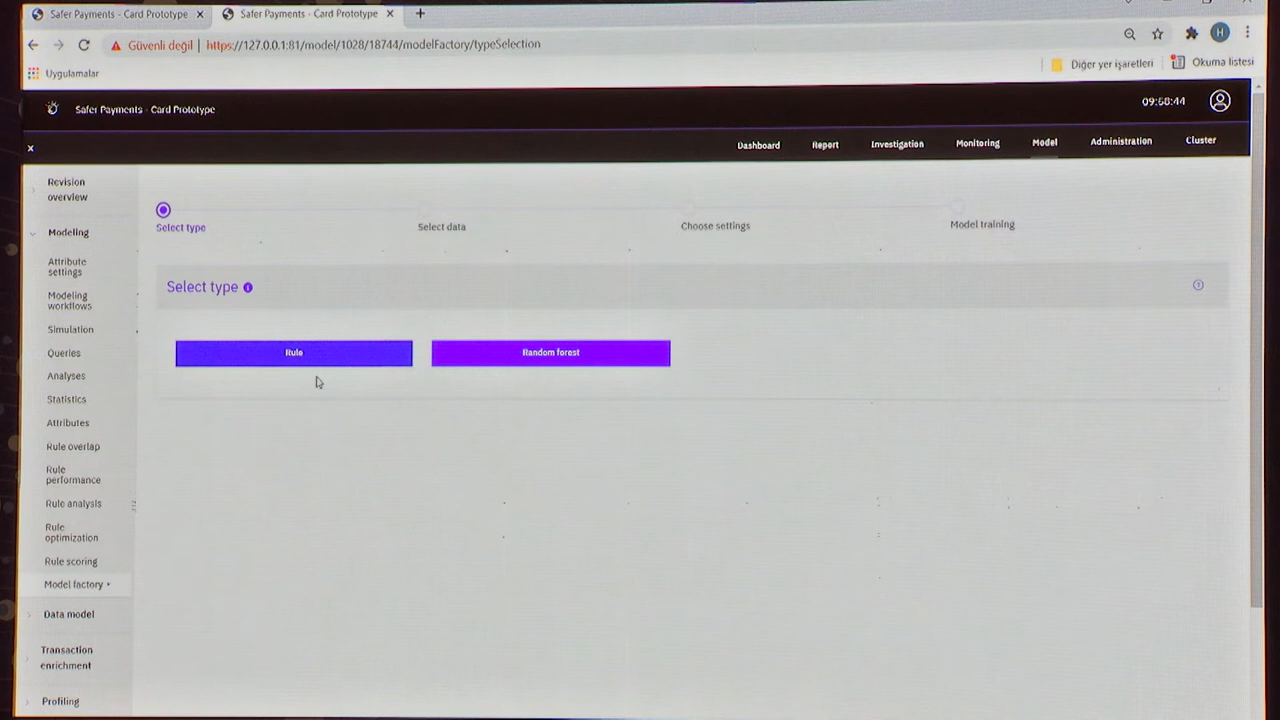 Safer Payments - Card Prototype
Safer Payments - Card Prototype
Güvenli değil | https://127.0.0.1:81/model/1028/18744/modelFactory/typeSelection
H
Uygulamalar
Diğer yer işaretleri
Okuma listesi
Safer Payments - Card Prototype
09:50:44
Dashboard
Report
Investigation
Monitoring
Model
Administration
Cluster
Revision
overview
Modeling
Attribute
settings
Modeling
workflows
Simulation
Queries
Analyses
Statistics
Attributes
Rule overlap
Rule
performance
Rule analysis
Rule
optimization
Rule scoring
Model factory
Data model
Transaction
enrichment
Profiling
Select type
Select data
Choose settings
Model training
Select type
Rule
Random forest